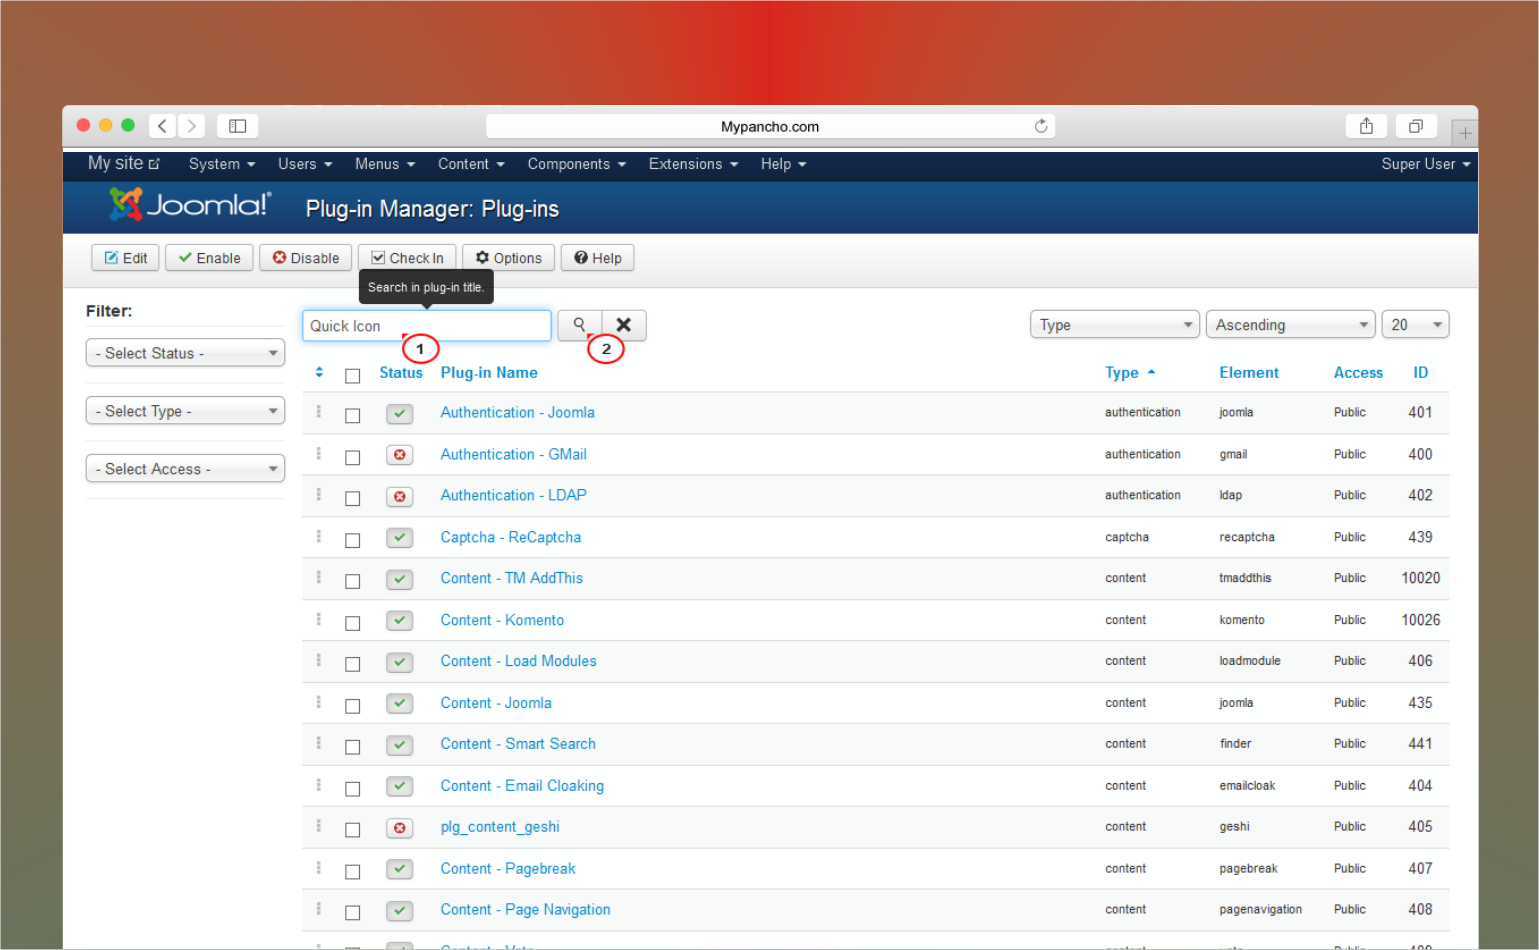 Mypancho.com
My site System Users Menus Content Components Extensions Help Super User
Joomla!® Plug-in Manager: Plug-ins
Edit Enable Disable Check In Options Help
Search in plug-in title.
Filter:
Quick Icon Type Ascending 20
1 2
- Select Status -
- Select Type -
- Select Access -
Status Plug-in Name Type Element Access ID
Authentication - Joomla authentication joomla Public 401
Authentication - GMail authentication gmail Public 400
Authentication - LDAP authentication ldap Public 402
Captcha - ReCaptcha captcha recaptcha Public 439
Content - TM AddThis content tmaddthis Public 10020
Content - Komento content komento Public 10026
Content - Load Modules content loadmodule Public 406
Content - Joomla content joomla Public 435
Content - Smart Search content finder Public 441
Content - Email Cloaking content emailcloak Public 404
plg_content_geshi content geshi Public 405
Content - Pagebreak content pagebreak Public 407
Content - Page Navigation content pagenavigation Public 408